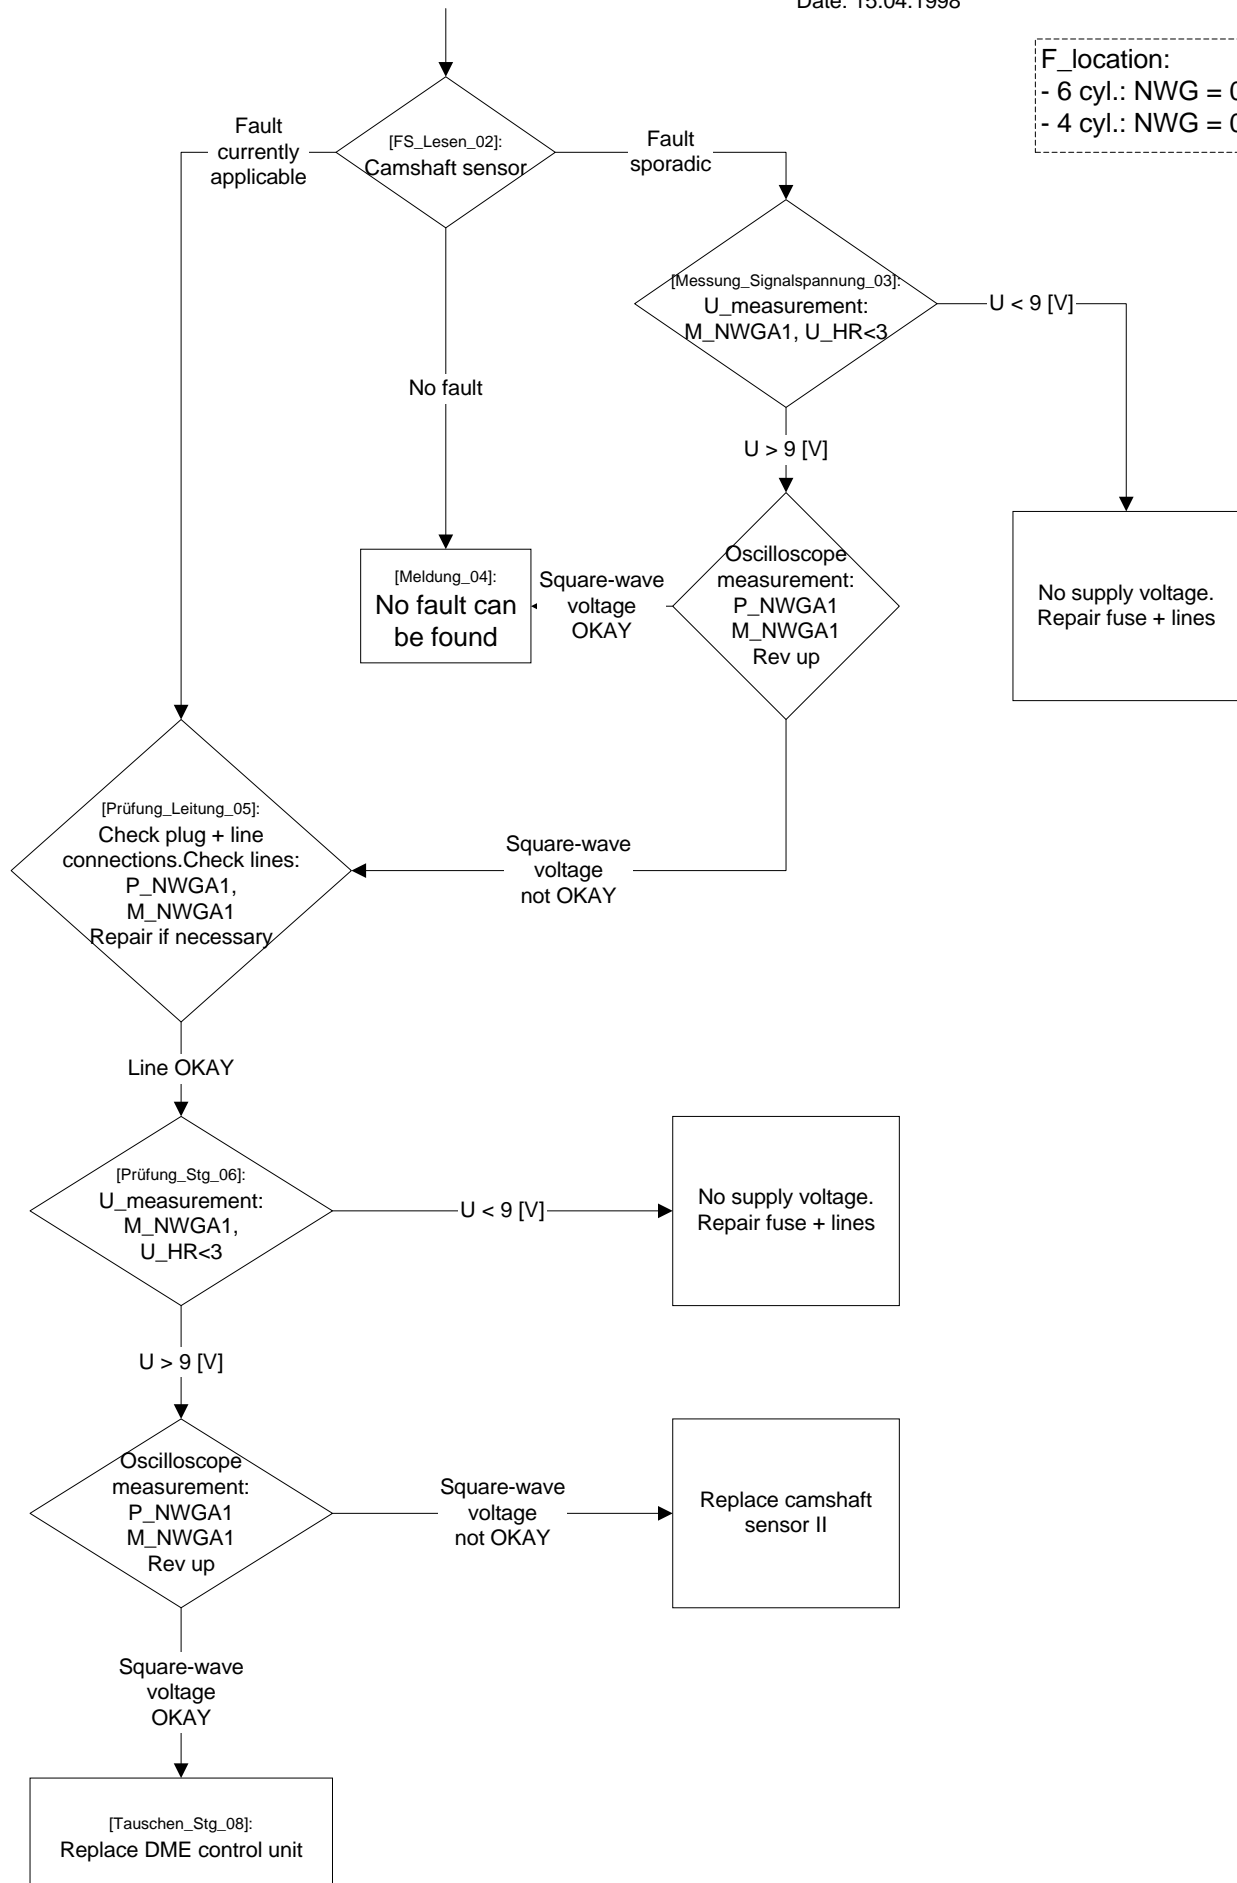 Date: 15.04.1998
F_location:
- 6 cyl.: NWG = 0
- 4 cyl.: NWG = 0
Fault
currently
applicable
[FS_Lesen_02]:
Camshaft sensor
Fault
sporadic
[Messung_Signalspannung_03]:
U_measurement:
M_NWGA1, U_HR<3
U < 9 [V]
No fault
U > 9 [V]
[Meldung_04]:
No fault can
be found
Square-wave
voltage
OKAY
Oscilloscope
measurement:
P_NWGA1
M_NWGA1
Rev up
No supply voltage.
Repair fuse + lines
[Prüfung_Leitung_05]:
Check plug + line
connections.Check lines:
P_NWGA1,
M_NWGA1
Repair if necessary
Square-wave
voltage
not OKAY
Line OKAY
[Prüfung_Stg_06]:
U_measurement:
M_NWGA1,
U_HR<3
U < 9 [V]
No supply voltage.
Repair fuse + lines
U > 9 [V]
Oscilloscope
measurement:
P_NWGA1
M_NWGA1
Rev up
Square-wave
voltage
not OKAY
Replace camshaft
sensor II
Square-wave
voltage
OKAY
[Tauschen_Stg_08]:
Replace DME control unit